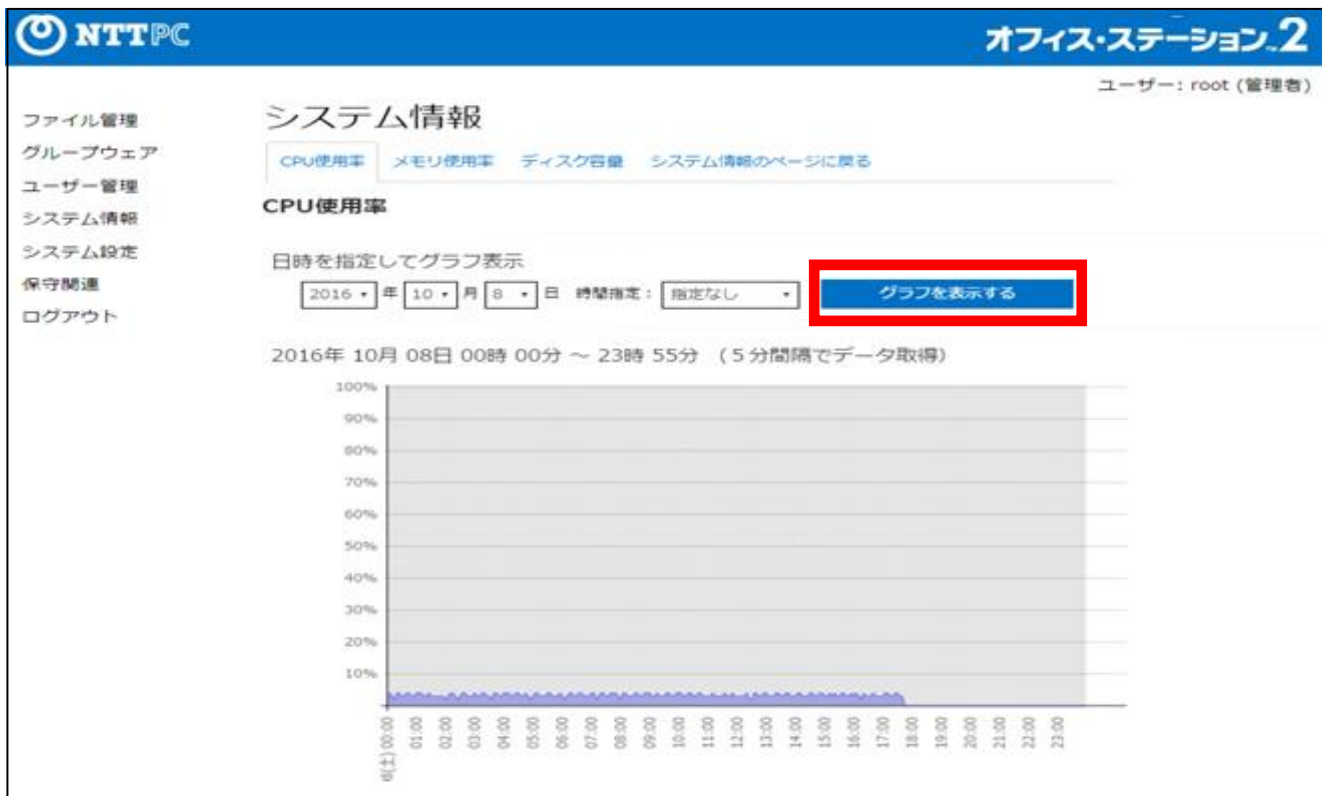 NTTPC
オフィス・ステーション™2
ユーザー: root (管理者)
ファイル管理
グループウェア
ユーザー管理
システム情報
システム設定
保守関連
ログアウト
システム情報
CPU使用率 メモリ使用率 ディスク容量 システム情報のページに戻る
CPU使用率
日時を指定してグラフ表示
2016 年 10 月 8 日 時間指定： 指定なし グラフを表示する
2016年 10月 08日 00時 00分 ～ 23時 55分 （5分間隔でデータ取得）
100%
90%
80%
70%
60%
50%
40%
30%
20%
10%
8(土) 00:00 01:00 02:00 03:00 04:00 05:00 06:00 07:00 08:00 09:00 10:00 11:00 12:00 13:00 14:00 15:00 16:00 17:00 18:00 19:00 20:00 21:00 22:00 23:00